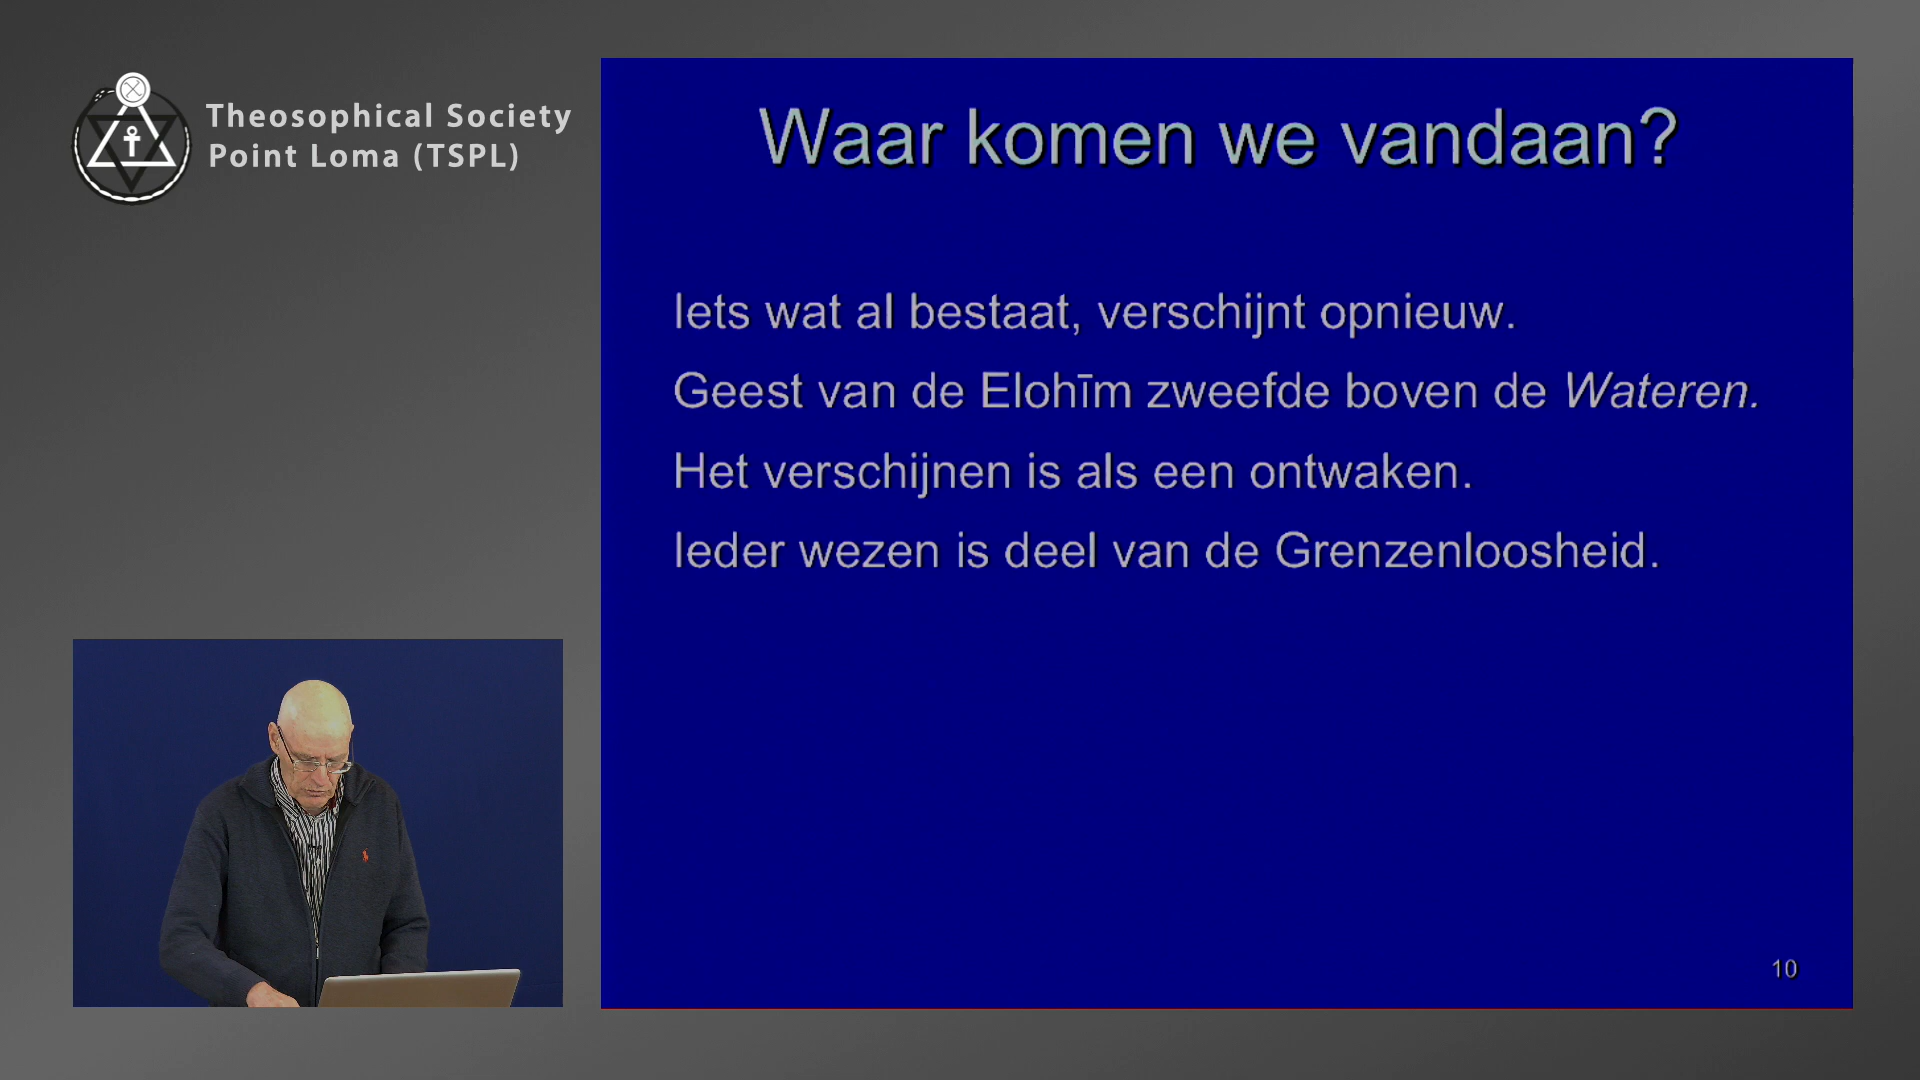 Theosophical Society
Point Loma (TSPL)
Waar komen we vandaan?
Iets wat al bestaat, verschijnt opnieuw.
Geest van de Elohīm zweefde boven de Wateren.
Het verschijnen is als een ontwaken.
Ieder wezen is deel van de Grenzenloosheid.
10